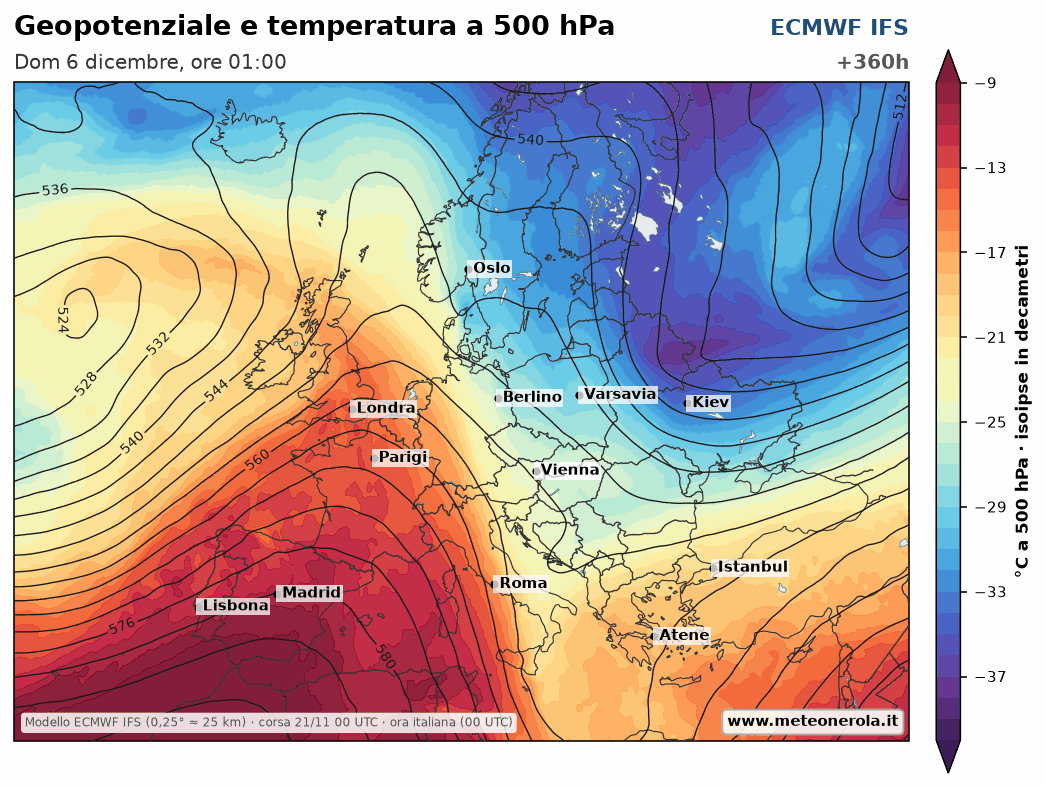 Geopotenziale e temperatura a 500 hPa
ECMWF IFS
Dom 6 dicembre, ore 01:00
+360h
512
540
536
524
532
528
544
540
560
576
580
Oslo
Berlino
Varsavia
Kiev
Londra
Parigi
Vienna
Istanbul
Roma
Madrid
Lisbona
Atene
Modello ECMWF IFS (0,25° ≈ 25 km) · corsa 21/11 00 UTC · ora italiana (00 UTC)
www.meteonerola.it
−9
−13
−17
−21
−25
−29
−33
−37
°C a 500 hPa · isoipse in decametri